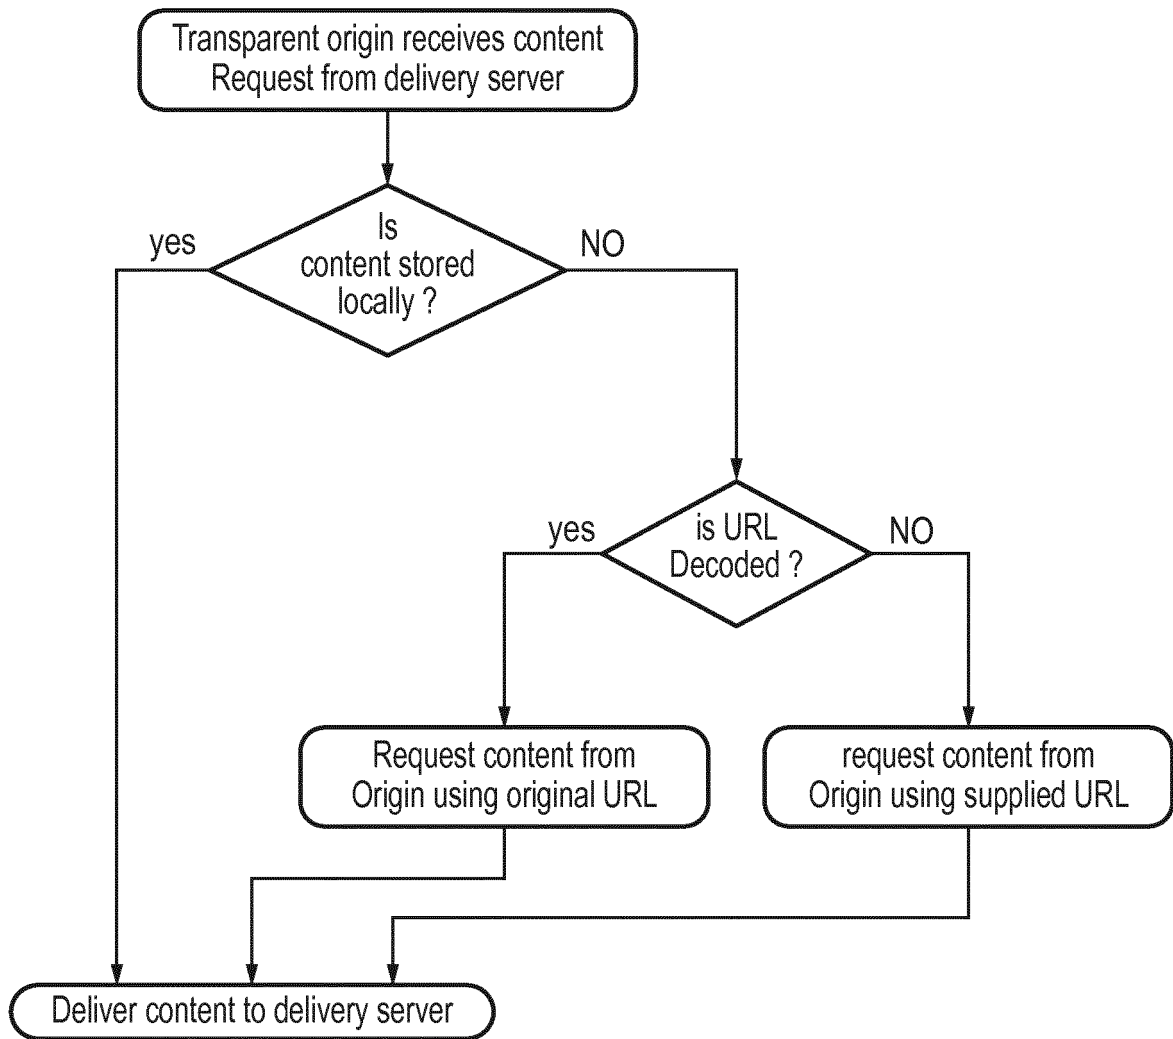 Transparent origin receives content
Request from delivery server
Is
content stored
locally ?
yes
NO
is URL
Decoded ?
yes
NO
Request content from
Origin using original URL
request content from
Origin using supplied URL
Deliver content to delivery server